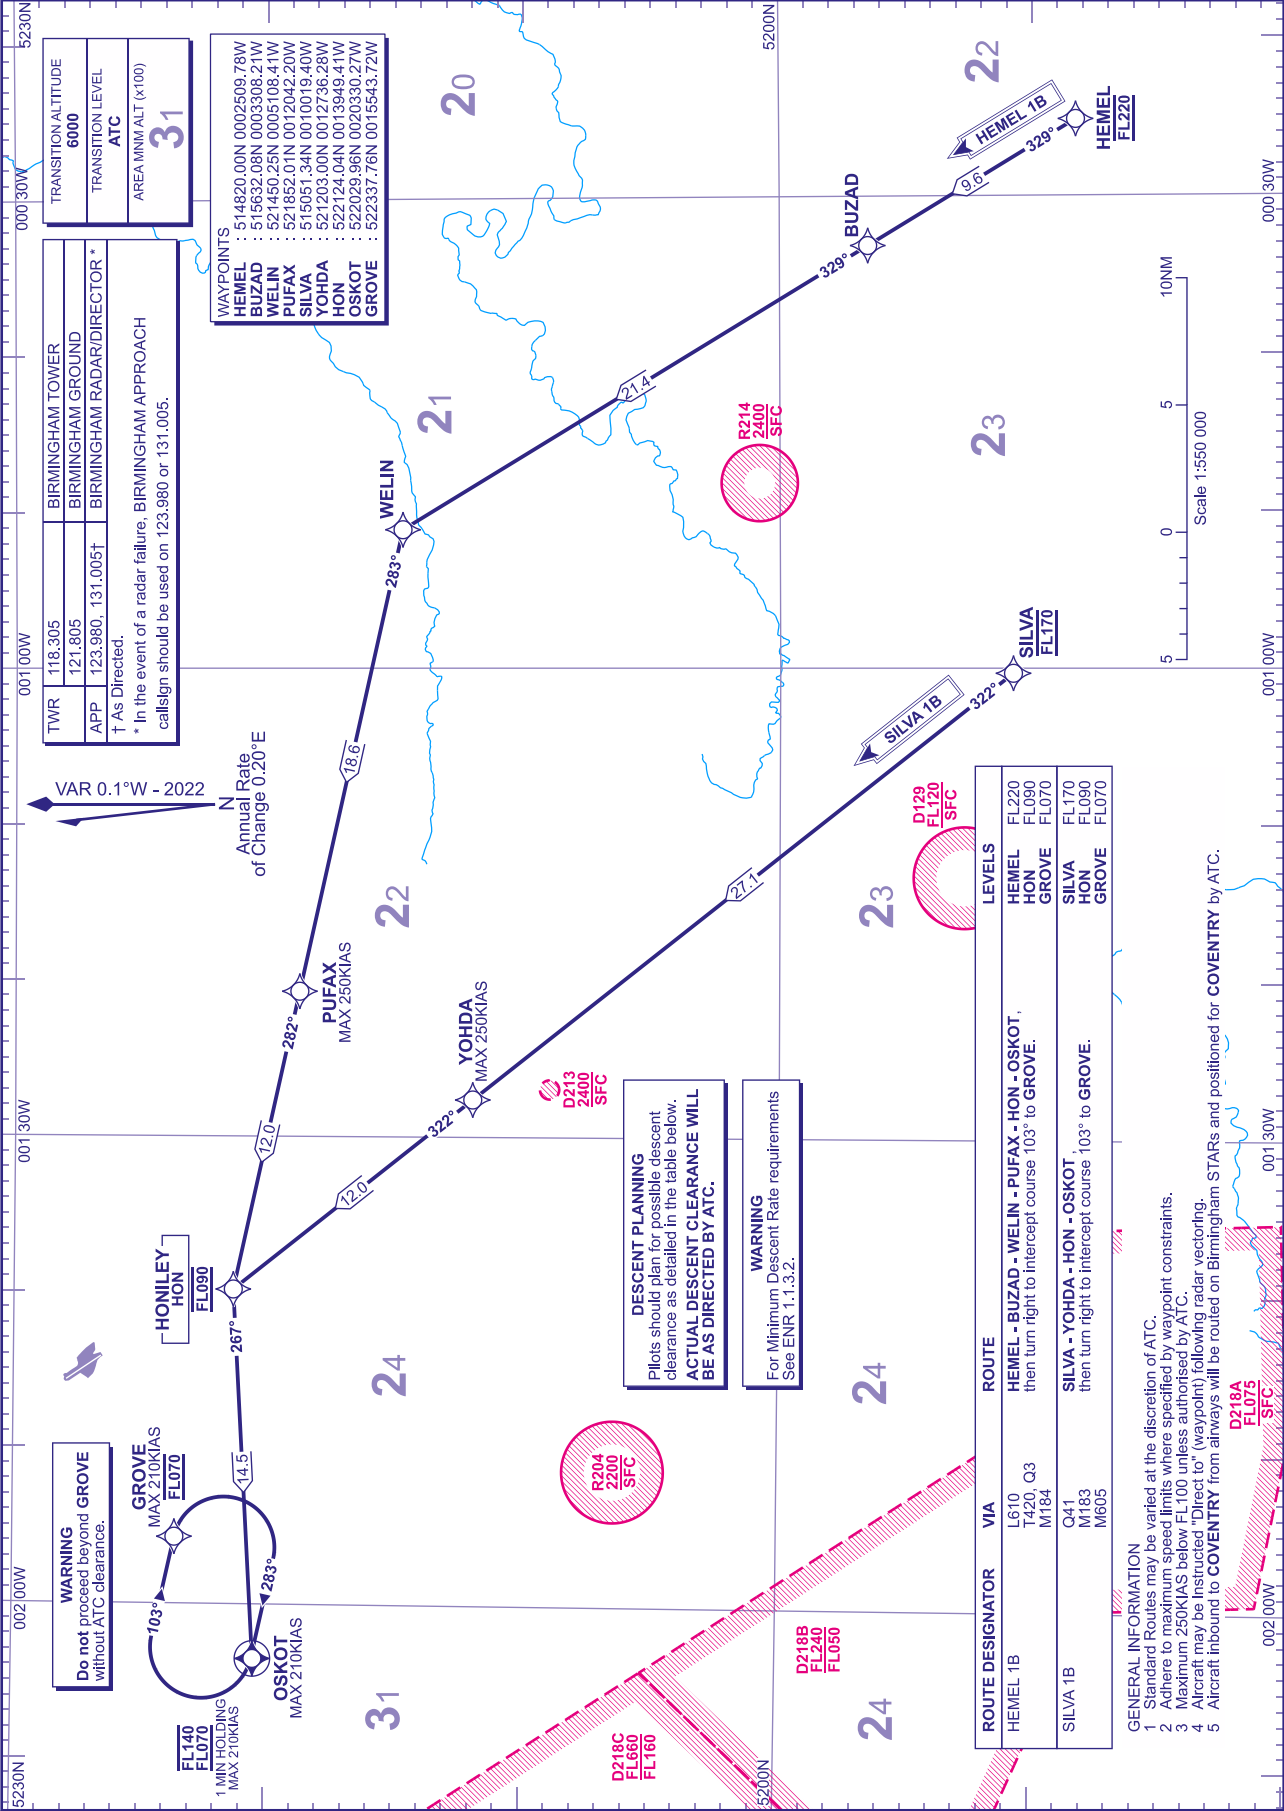 5230N
000 30W
001 00W
001 30W
002 00W
5230N
TRANSITION ALTITUDE
6000
TRANSITION LEVEL
ATC
AREA MNM ALT (x100)
31
TWR 118.305 BIRMINGHAM TOWER
121.805 BIRMINGHAM GROUND
APP 123.980, 131.005† BIRMINGHAM RADAR/DIRECTOR *
† As Directed.
* In the event of a radar failure, BIRMINGHAM APPROACH
callsign should be used on 123.980 or 131.005.
WAYPOINTS
HEMEL : 514820.00N 0002509.78W
BUZAD : 515632.08N 0003308.21W
WELIN : 521450.25N 0005108.41W
PUFAX : 521852.01N 0012042.20W
SILVA : 515051.34N 0010019.40W
YOHDA : 521203.00N 0012736.28W
HON : 522124.04N 0013949.41W
OSKOT : 522029.96N 0020330.27W
GROVE : 522337.76N 0015543.72W
VAR 0.1°W - 2022
N
Annual Rate
of Change 0.20°E
WARNING
Do not proceed beyond GROVE
without ATC clearance.
GROVE
MAX 210KIAS
FL070
103°
283°
FL140
FL070
1 MIN HOLDING
MAX 210KIAS
OSKOT
MAX 210KIAS
14.5
267°
HONILEY
HON
FL090
12.0
282°
PUFAX
MAX 250KIAS
18.6
283°
WELIN
21.4
329°
BUZAD
9.6
329°
HEMEL 1B
HEMEL
FL220
12.0
322°
YOHDA
MAX 250KIAS
27.1
SILVA 1B
322°
SILVA
FL170
31
24
22
21
20
24
24
23
23
22
R204
2200
SFC
D213
2400
SFC
R214
2400
SFC
D129
FL120
SFC
D218C
FL660
FL160
D218B
FL240
FL050
D218A
FL075
SFC
5200N
5200N
DESCENT PLANNING
Pilots should plan for possible descent
clearance as detailed in the table below.
ACTUAL DESCENT CLEARANCE WILL
BE AS DIRECTED BY ATC.
WARNING
For Minimum Descent Rate requirements
See ENR 1.1.3.2.
5 0 5 10NM
Scale 1:550 000
ROUTE DESIGNATOR VIA ROUTE LEVELS
HEMEL 1B L610 HEMEL - BUZAD - WELIN - PUFAX - HON - OSKOT, HEMEL FL220
T420, Q3 then turn right to intercept course 103° to GROVE. HON FL090
M184 GROVE FL070
SILVA 1B Q41 SILVA - YOHDA - HON - OSKOT, SILVA FL170
M183 then turn right to intercept course 103° to GROVE. HON FL090
M605 GROVE FL070
GENERAL INFORMATION
1 Standard Routes may be varied at the discretion of ATC.
2 Adhere to maximum speed limits where specified by waypoint constraints.
3 Maximum 250KIAS below FL100 unless authorised by ATC.
4 Aircraft may be instructed "Direct to" (waypoint) following radar vectoring.
5 Aircraft inbound to COVENTRY from airways will be routed on Birmingham STARs and positioned for COVENTRY by ATC.
002 00W
001 30W
001 00W
000 30W